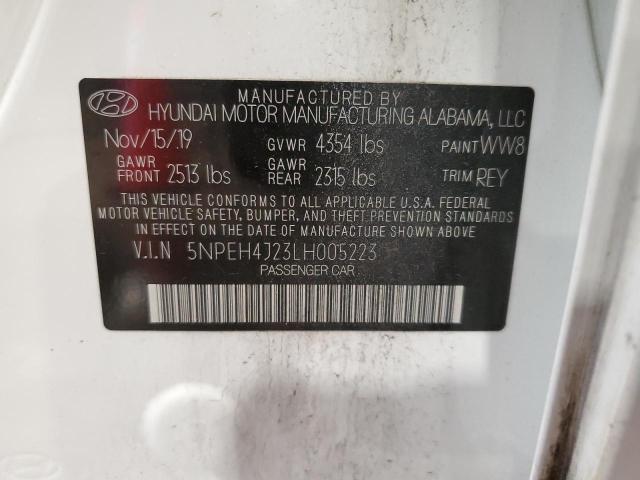 MANUFACTURED BY
HYUNDAI MOTOR MANUFACTURING ALABAMA, LLC
Nov/15/19 GVWR 4354 lbs PAINT WW8
GAWR FRONT 2513 lbs GAWR REAR 2315 lbs TRIM REY
THIS VEHICLE CONFORMS TO ALL APPLICABLE U.S.A. FEDERAL
MOTOR VEHICLE SAFETY, BUMPER, AND THEFT PREVENTION STANDARDS
IN EFFECT ON THE DATE OF MANUFACTURE SHOWN ABOVE.
V.I.N 5NPEH4J23LH005223
PASSENGER CAR